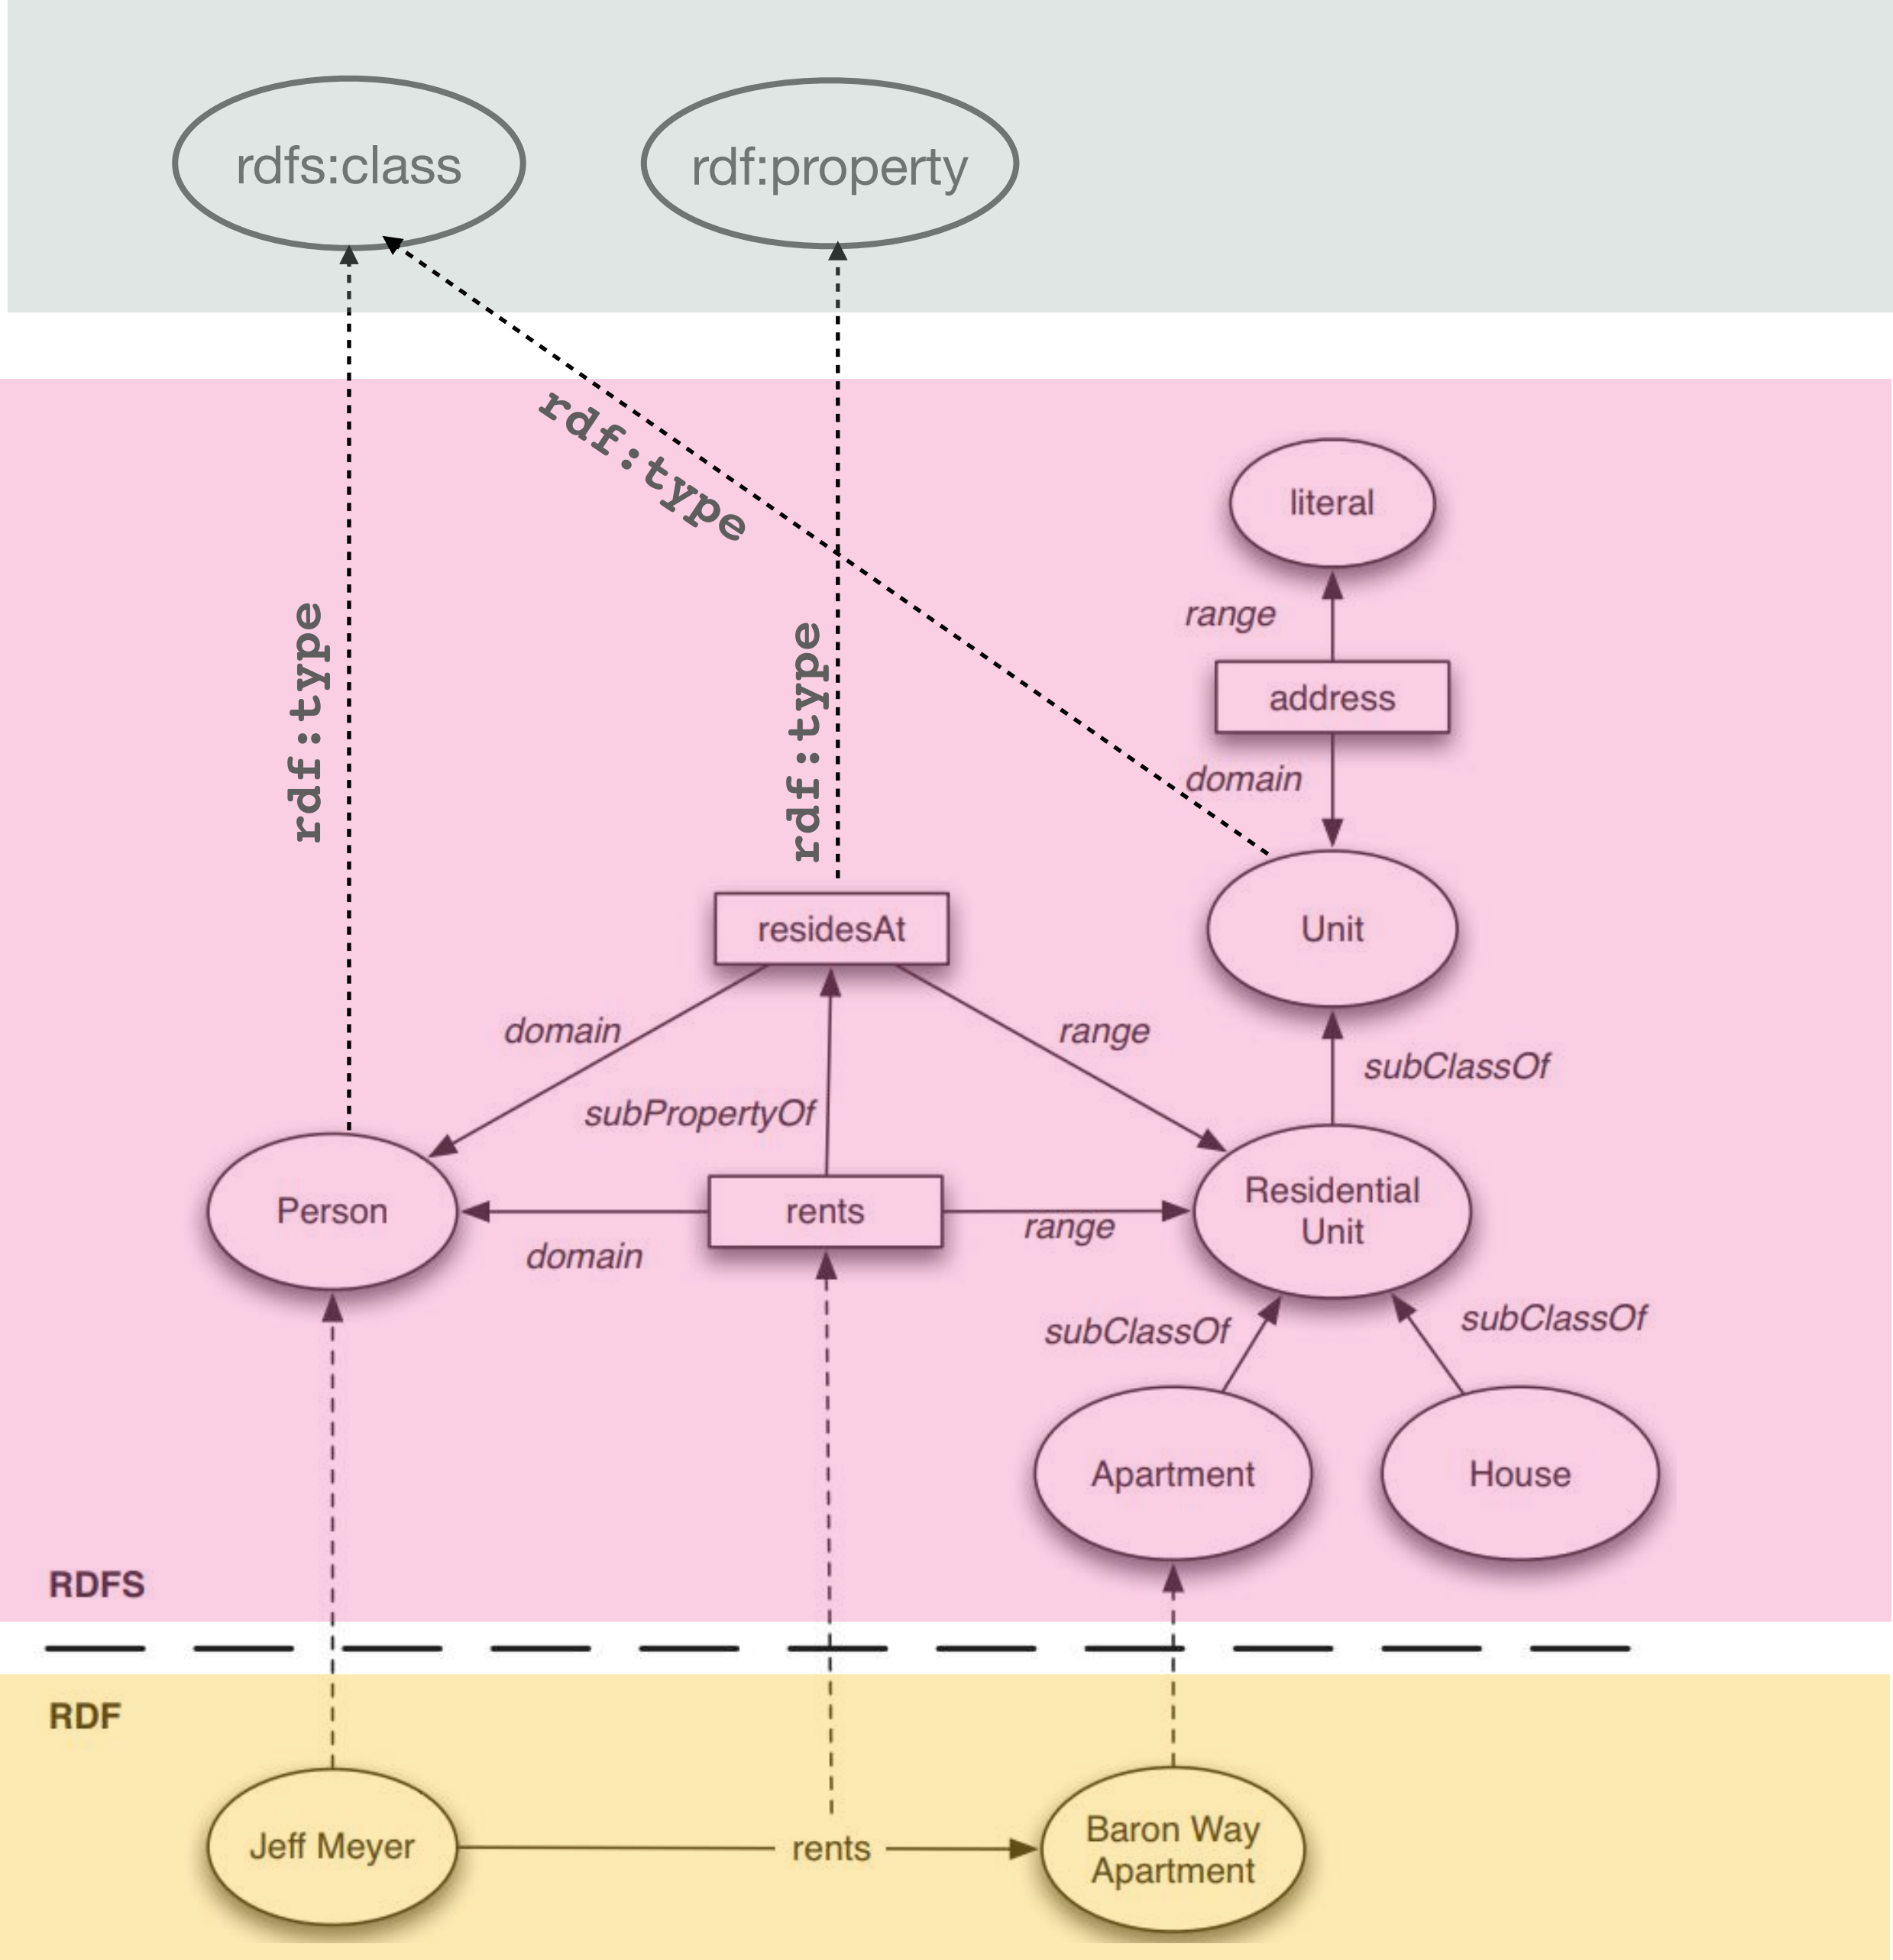 rdfs:class
rdf:property
rdf:type
literal
range
rdf:type
rdf:type
address
domain
residesAt
Unit
domain
range
subClassOf
subPropertyOf
Person
rents
Residential
Unit
domain
range
subClassOf
subClassOf
Apartment
House
RDFS
RDF
Jeff Meyer
rents
Baron Way
Apartment